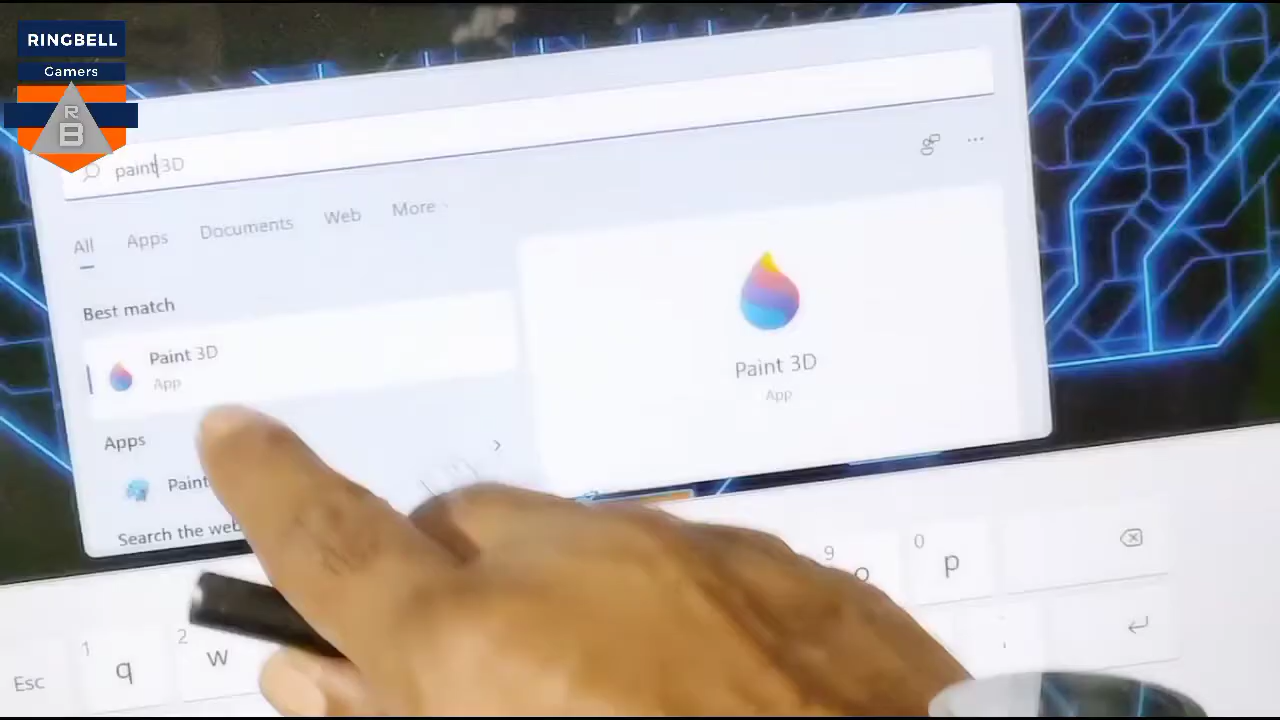 RINGBELL
Gamers
R
B
paint 3D
All Apps Documents Web More
Best match
Paint 3D
App
Apps
Paint
Search the web
Paint 3D
App
9 0
o p
1 2
Esc q w